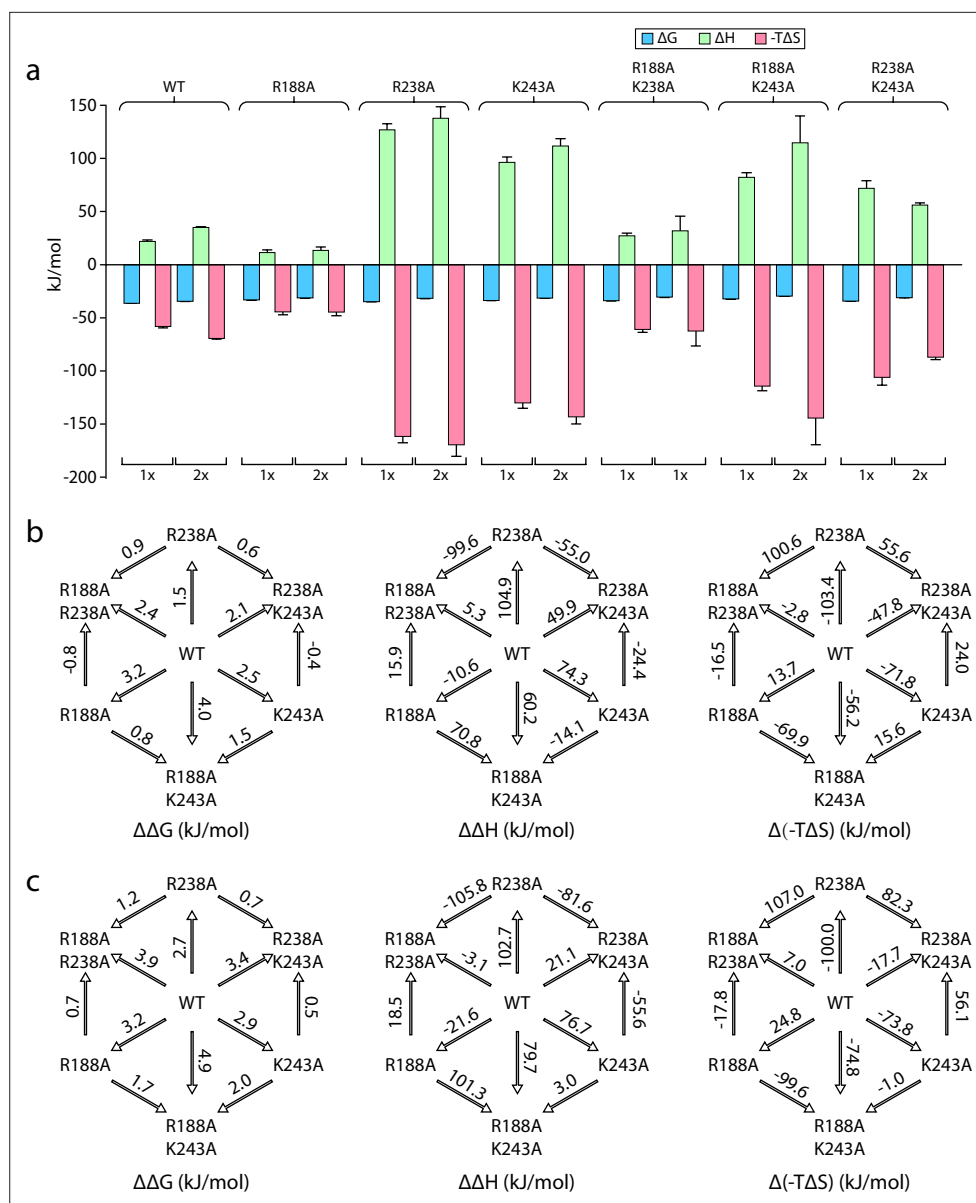 ΔG ΔH -TΔS
a
WT R188A R238A K243A R188A K238A R188A K243A R238A K243A
kJ/mol
150
100
50
0
-50
-100
-150
-200
1x 2x 1x 2x 1x 2x 1x 2x 1x 1x 1x 2x 1x 2x
b
R238A
0.9 0.6
R188A
R238A
R238A
K243A
1.5
2.4 2.1
-0.8 WT -0.4
3.2 2.5
R188A K243A
4.0
0.8 1.5
R188A
K243A
ΔΔG (kJ/mol)
R238A
-99.6 -55.0
R188A
R238A
R238A
K243A
104.9
5.3 49.9
15.9 WT -24.4
-10.6 74.3
R188A K243A
60.2
70.8 -14.1
R188A
K243A
ΔΔH (kJ/mol)
R238A
100.6 55.6
R188A
R238A
R238A
K243A
-103.4
-2.8 -47.8
-16.5 WT 24.0
13.7 -71.8
R188A K243A
-56.2
-69.9 15.6
R188A
K243A
Δ(-TΔS) (kJ/mol)
c
R238A
1.2 0.7
R188A
R238A
R238A
K243A
2.7
3.9 3.4
0.7 WT 0.5
3.2 2.9
R188A K243A
4.9
1.7 2.0
R188A
K243A
ΔΔG (kJ/mol)
R238A
-105.8 -81.6
R188A
R238A
R238A
K243A
102.7
-3.1 21.1
18.5 WT -55.6
-21.6 76.7
R188A K243A
79.7
101.3 3.0
R188A
K243A
ΔΔH (kJ/mol)
R238A
107.0 82.3
R188A
R238A
R238A
K243A
-100.0
7.0 -17.7
-17.8 WT 56.1
24.8 -73.8
R188A K243A
-74.8
-99.6 -1.0
R188A
K243A
Δ(-TΔS) (kJ/mol)